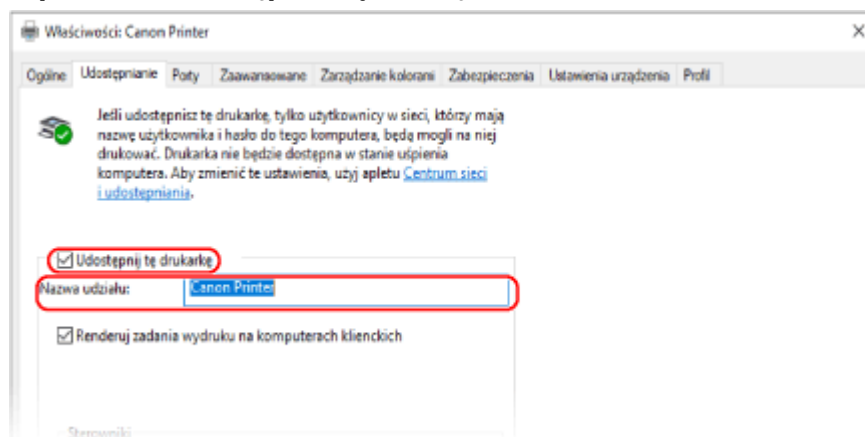 Właściwości: Canon Printer
Ogólne Udostępnianie Porty Zaawansowane Zarządzanie kolorami Zabezpieczenia Ustawienia urządzenia Profil
Jeśli udostępnisz tę drukarkę, tylko użytkownicy w sieci, którzy mają
nazwę użytkownika i hasło do tego komputera, będą mogli na niej
drukować. Drukarka nie będzie dostępna w stanie uśpienia
komputera. Aby zmienić te ustawienia, użyj apletu Centrum sieci
i udostępniania.
Udostępnij tę drukarkę
Nazwa udziału: Canon Printer
Renderuj zadania wydruku na komputerach klienckich
Sterowniki